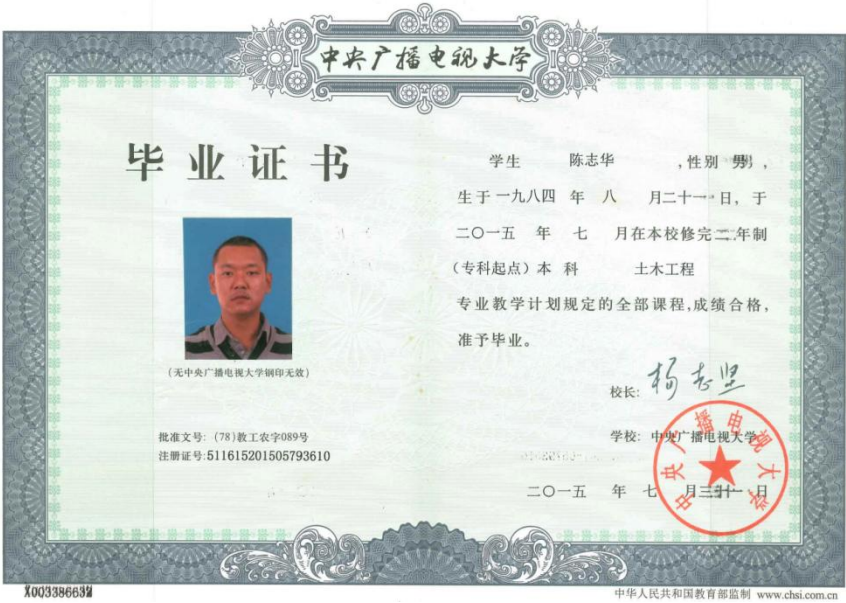 中央广播电视大学
毕业证书
学生 陈志华 ,性别 男,
生于一九八四 年 八 月二十一日, 于
二〇一五 年 七 月在本校修完二年制
(专科起点)本 科 土木工程
专业教学计划规定的全部课程,成绩合格,
准予毕业。
(无中央广播电视大学钢印无效)
校长: 杨志坚
批准文号: (78)教工农字089号
学校: 中央广播电视大学
注册证号:511615201505793610
中央广播电视大学
二〇一五 年 七 月三十一日
中华人民共和国教育部监制 www.chsi.com.cn